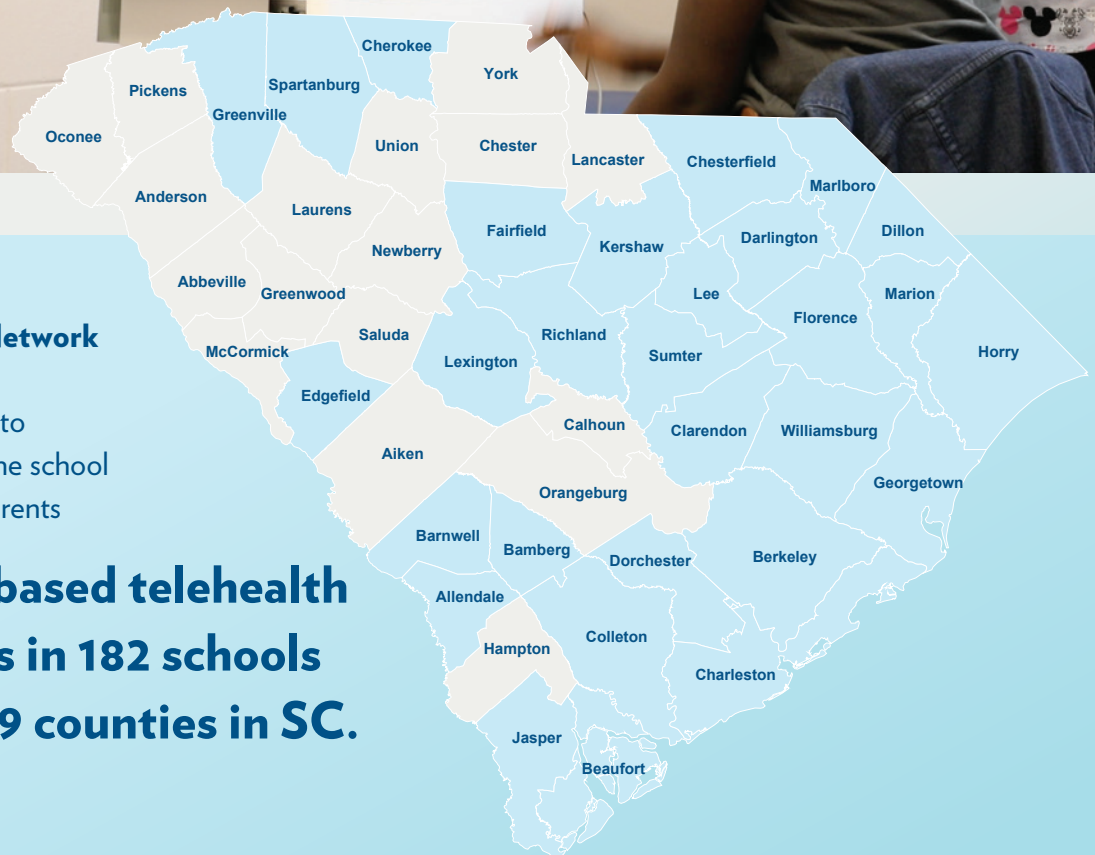 Cherokee
York
Pickens
Spartanburg
Greenville
Oconee
Union
Chester
Lancaster
Chesterfield
Marlboro
Anderson
Laurens
Fairfield
Dillon
Darlington
Kershaw
Newberry
Abbeville
Greenwood
Lee
Marion
Florence
Saluda
Richland
McCormick
Sumter
Horry
Lexington
Edgefield
Calhoun
Clarendon
Williamsburg
Aiken
Georgetown
Orangeburg
Barnwell
Bamberg
Dorchester
Berkeley
Allendale
Colleton
Hampton
Charleston
Jasper
Beaufort
to
school
based telehealth
in 182 schools
9 counties in SC.